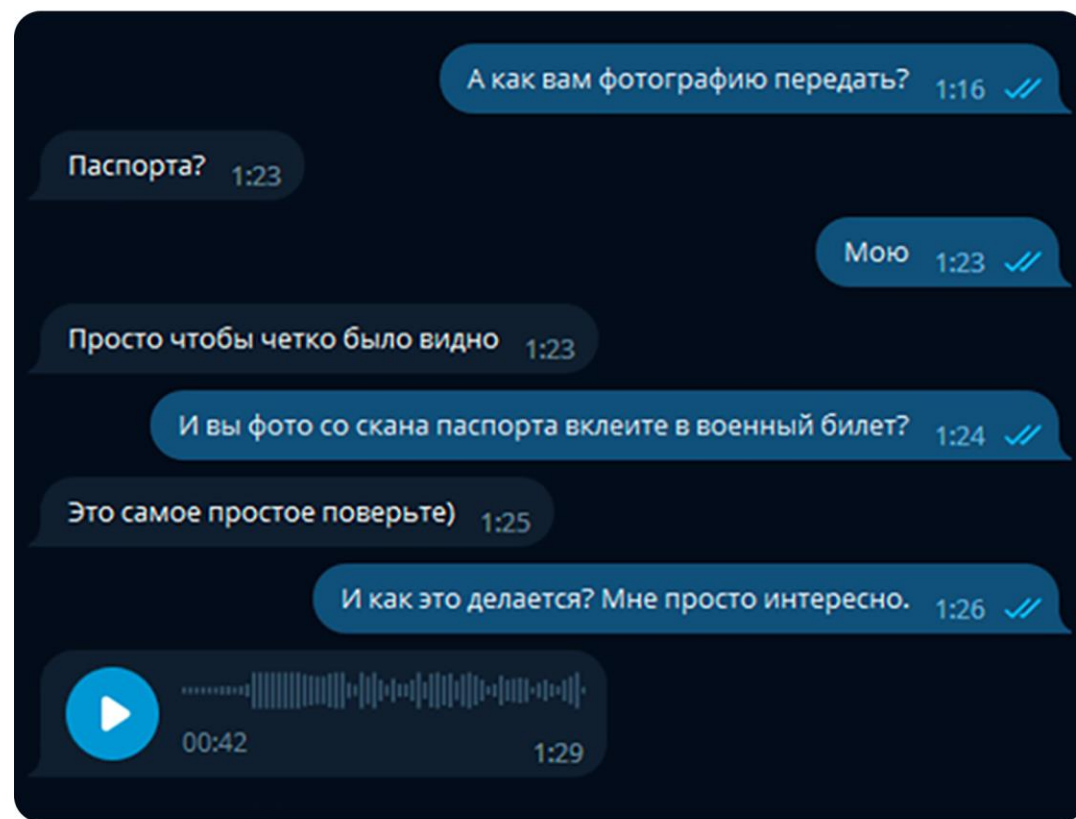 А как вам фотографию передать? 1:16
Паспорта? 1:23
Мою 1:23
Просто чтобы четко было видно 1:23
И вы фото со скана паспорта вклеите в военный билет? 1:24
Это самое простое поверьте) 1:25
И как это делается? Мне просто интересно. 1:26
00:42 1:29